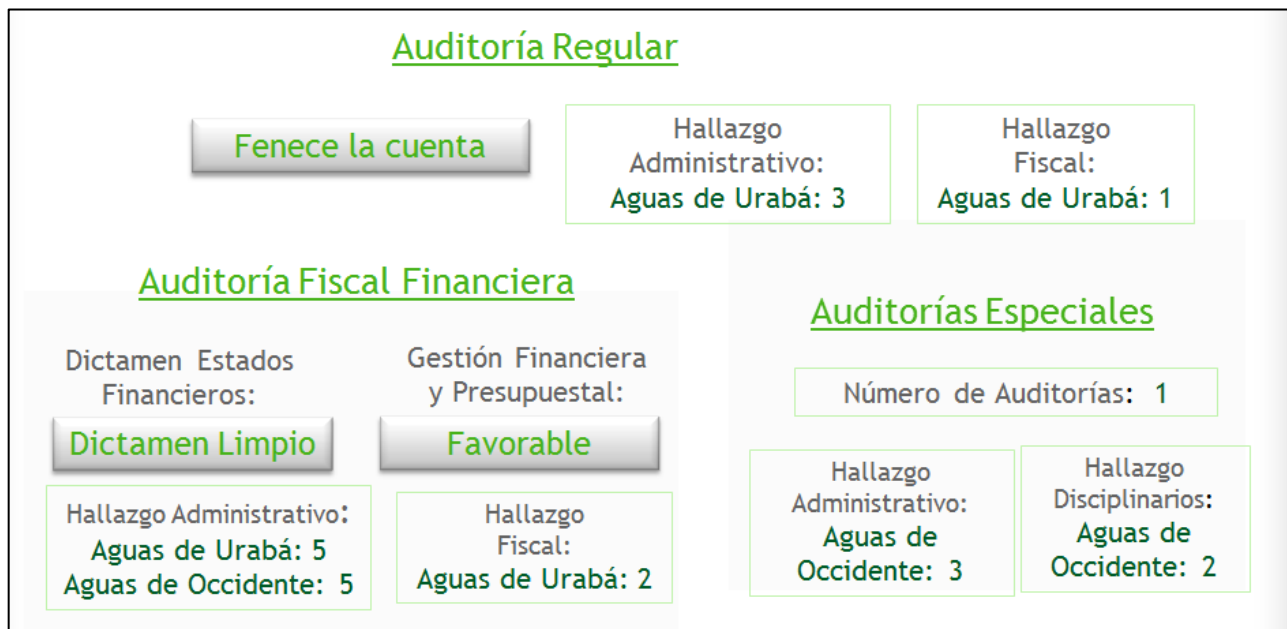 Auditoría Regular
Fenece la cuenta
Hallazgo
Administrativo:
Aguas de Urabá: 3
Hallazgo
Fiscal:
Aguas de Urabá: 1
Auditoría Fiscal Financiera
Dictamen Estados
Financieros:
Dictamen Limpio
Gestión Financiera
y Presupuestal:
Favorable
Hallazgo Administrativo:
Aguas de Urabá: 5
Aguas de Occidente: 5
Hallazgo
Fiscal:
Aguas de Urabá: 2
Auditorías Especiales
Número de Auditorías: 1
Hallazgo
Administrativo:
Aguas de
Occidente: 3
Hallazgo
Disciplinarios:
Aguas de
Occidente: 2